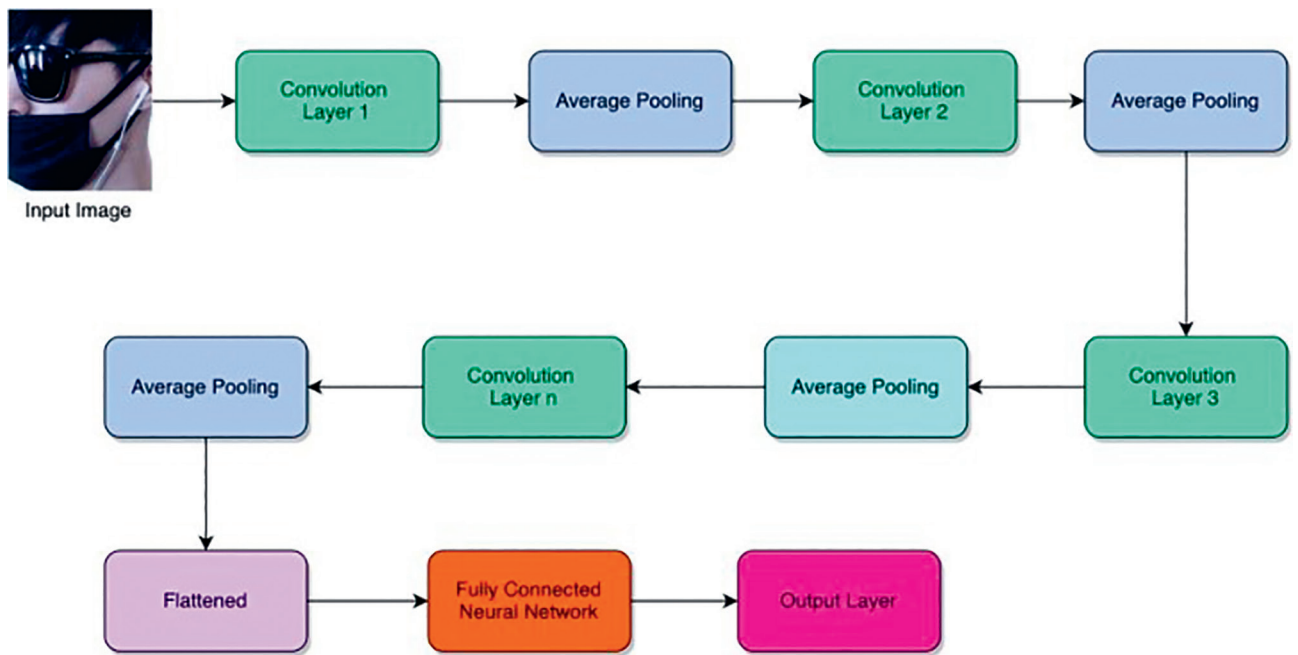 Input Image
Convolution
Layer 1
Average Pooling
Convolution
Layer 2
Average Pooling
Convolution
Layer 3
Average Pooling
Convolution
Layer n
Average Pooling
Flattened
Fully Connected
Neural Network
Output Layer